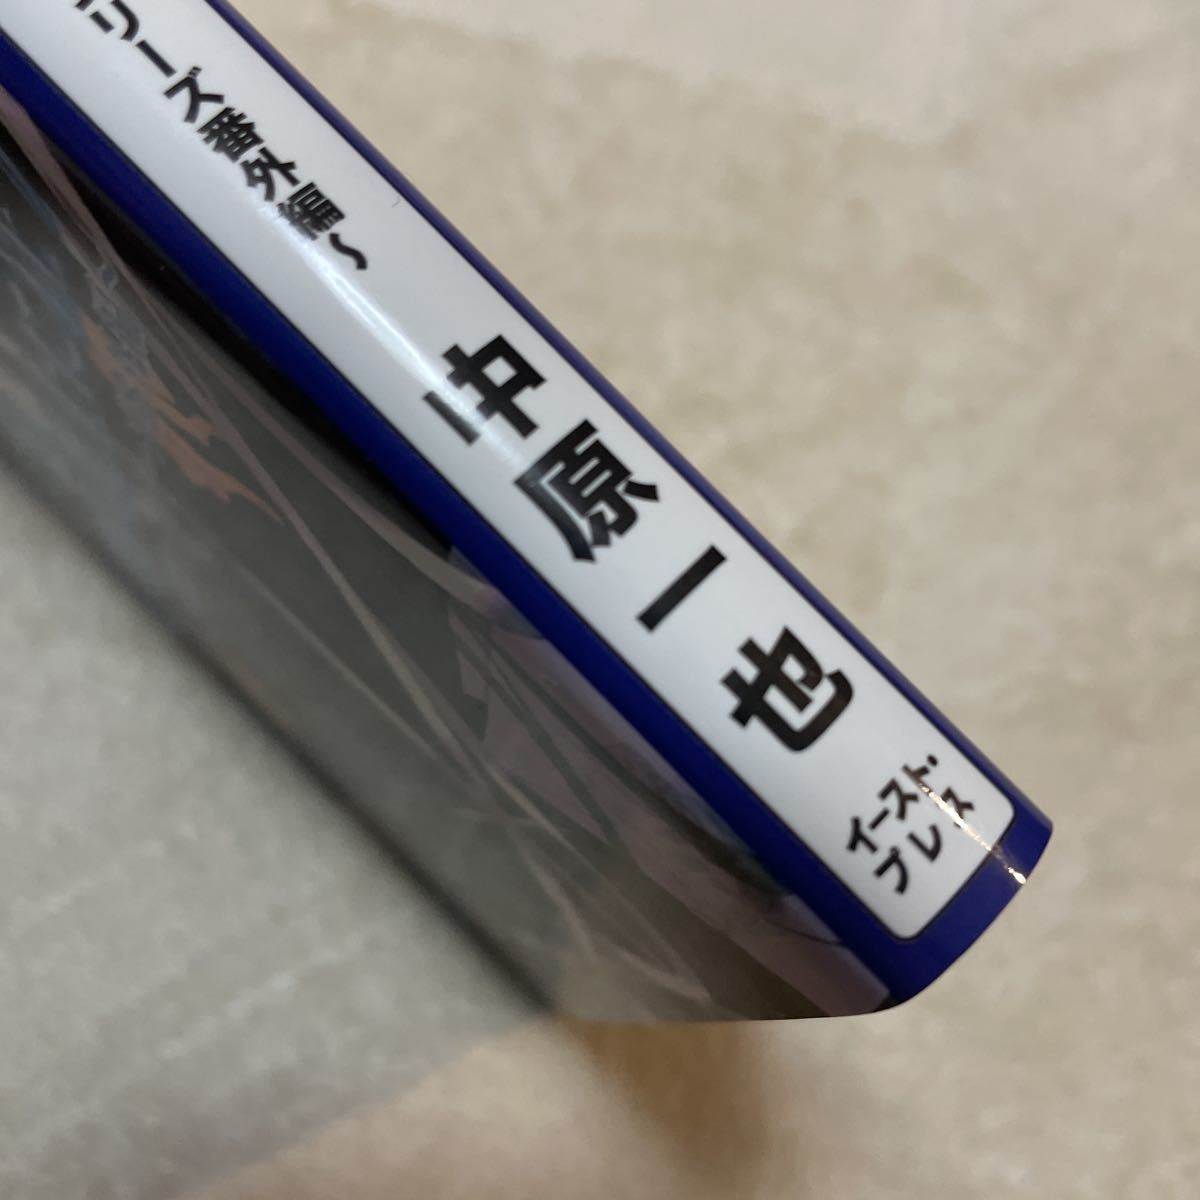 リーズ番外編〜
中原一也
イースト・
プレス